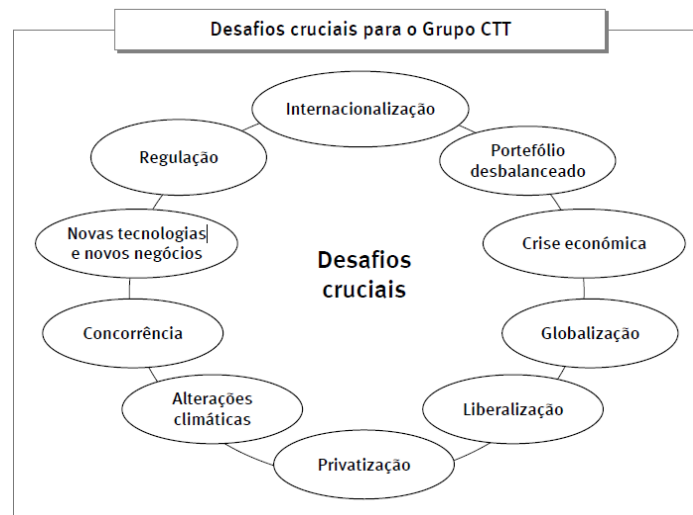 Desafios cruciais para o Grupo CTT
Internacionalização
Regulação
Portefólio
desbalanceado
Novas tecnologias
e novos negócios
Crise económica
Desafios
cruciais
Concorrência
Globalização
Alterações
climáticas
Liberalização
Privatização